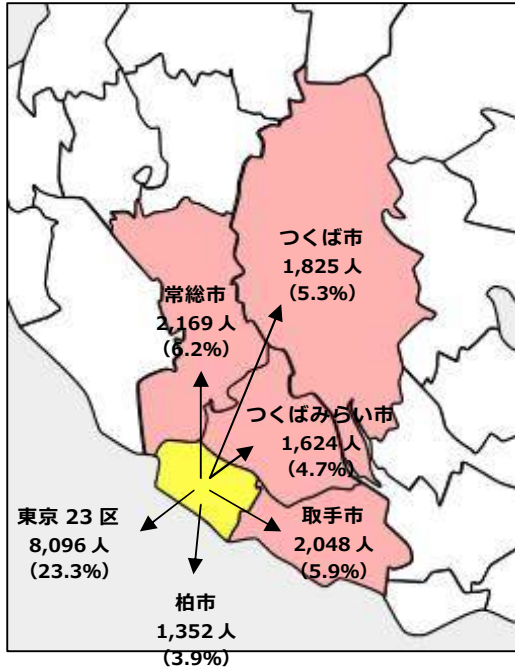 つくば市
1,825 人
（5.3%）
常総市
2,169 人
（6.2%）
つくばみらい市
1,624 人
（4.7%）
東京 23 区
8,096 人
（23.3%）
取手市
2,048 人
（5.9%）
柏市
1,352 人
（3.9%）